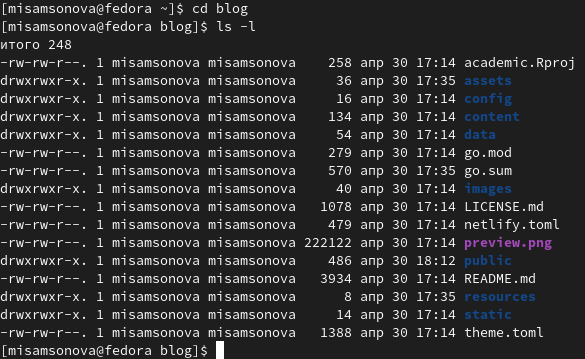 [misamsonova@fedora ~]$ cd blog
[misamsonova@fedora blog]$ ls -l
итого 248
-rw-rw-r--. 1 misamsonova misamsonova    258 апр 30 17:14 academic.Rproj
drwxrwxr-x. 1 misamsonova misamsonova     36 апр 30 17:35 assets
drwxrwxr-x. 1 misamsonova misamsonova     16 апр 30 17:14 config
drwxrwxr-x. 1 misamsonova misamsonova    134 апр 30 17:14 content
drwxrwxr-x. 1 misamsonova misamsonova     54 апр 30 17:14 data
-rw-rw-r--. 1 misamsonova misamsonova    279 апр 30 17:14 go.mod
-rw-rw-r--. 1 misamsonova misamsonova    570 апр 30 17:35 go.sum
drwxrwxr-x. 1 misamsonova misamsonova     40 апр 30 17:14 images
-rw-rw-r--. 1 misamsonova misamsonova   1078 апр 30 17:14 LICENSE.md
-rw-rw-r--. 1 misamsonova misamsonova    479 апр 30 17:14 netlify.toml
-rw-rw-r--. 1 misamsonova misamsonova 222122 апр 30 17:14 preview.png
drwxrwxr-x. 1 misamsonova misamsonova    486 апр 30 18:12 public
-rw-rw-r--. 1 misamsonova misamsonova   3934 апр 30 17:14 README.md
drwxrwxr-x. 1 misamsonova misamsonova      8 апр 30 17:35 resources
drwxrwxr-x. 1 misamsonova misamsonova     14 апр 30 17:14 static
-rw-rw-r--. 1 misamsonova misamsonova   1388 апр 30 17:14 theme.toml
[misamsonova@fedora blog]$